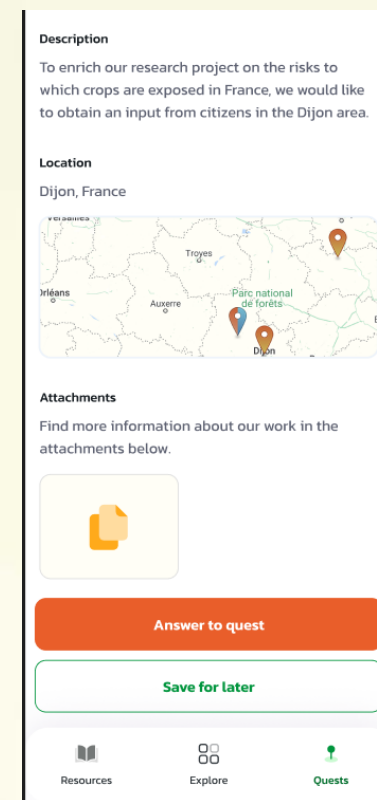 Description
To enrich our research project on the risks to
which crops are exposed in France, we would like
to obtain an input from citizens in the Dijon area.
Location
Dijon, France
Versailles
Troyes
Orléans
Auxerre
Parc national
de forêts
Dijon
Attachments
Find more information about our work in the
attachments below.
Answer to quest
Save for later
Resources
Explore
Quests